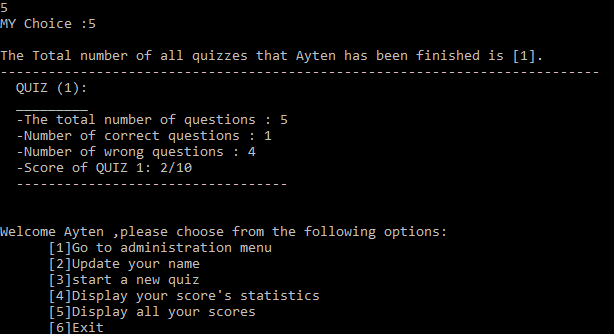 5
MY Choice :5
The Total number of all quizzes that Ayten has been finished is [1].
---------------------------------------------------------------------------
QUIZ (1):
_________
-The total number of questions : 5
-Number of correct questions : 1
-Number of wrong questions : 4
-Score of QUIZ 1: 2/10
----------------------------------
Welcome Ayten ,please choose from the following options:
[1]Go to administration menu
[2]Update your name
[3]start a new quiz
[4]Display your score's statistics
[5]Display all your scores
[6]Exit